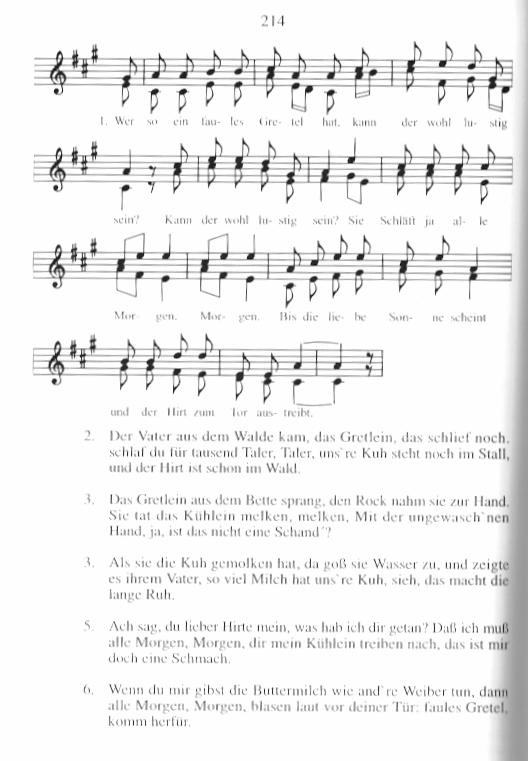 214
1. Wer so ein fau- les Gre- tel hat, kann der wohl lu- stig
sein? Kann der wohl lu- stig sein? Sie Schläft ja al- le
Mor- gen. Mor- gen. Bis die lie- be Son- ne scheint
und der Hirt zum Tor aus- treibt.
2. Der Vater aus dem Walde kam, das Gretlein, das schlief noch,
schlaf du für tausend Taler, Taler, uns're Kuh steht noch im Stall,
und der Hirt ist schon im Wald.
3. Das Gretlein aus dem Bette sprang, den Rock nahm sie zur Hand.
Sie tat das Kühlein melken, melken, Mit der ungewasch'nen
Hand, ja, ist das nicht eine Schand'?
3. Als sie die Kuh gemolken hat, da goß sie Wasser zu, und zeigte
es ihrem Vater, so viel Milch hat uns're Kuh, sieh, das macht die
lange Ruh.
5. Ach sag, du lieber Hirte mein, was hab ich dir getan? Daß ich muß
alle Morgen, Morgen, dir mein Kühlein treiben nach, das ist mir
doch eine Schmach.
6. Wenn du mir gibst die Buttermilch wie and're Weiber tun, dann
alle Morgen, Morgen, blasen laut vor deiner Tür: faules Gretel,
komm herfür.